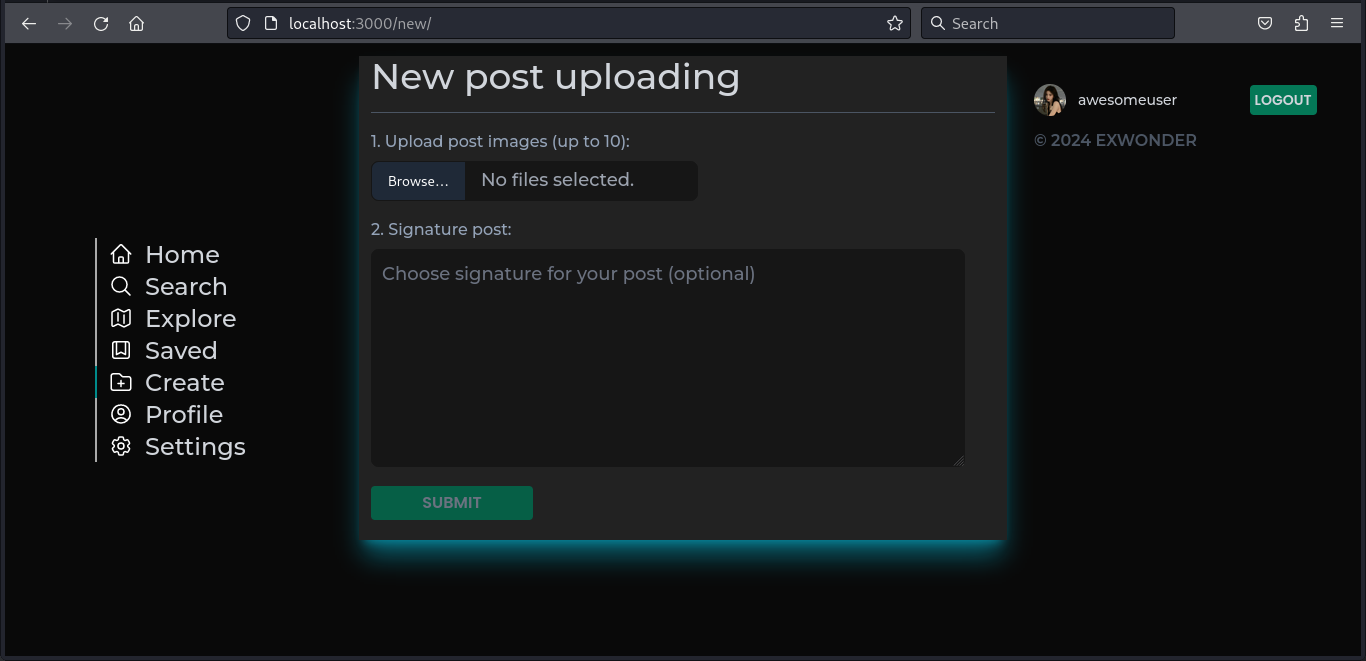 localhost:3000/new/
Search
New post uploading
1. Upload post images (up to 10):
Browse...
No files selected.
2. Signature post:
Choose signature for your post (optional)
SUBMIT
Home
Search
Explore
Saved
Create
Profile
Settings
awesomeuser
LOGOUT
© 2024 EXWONDER